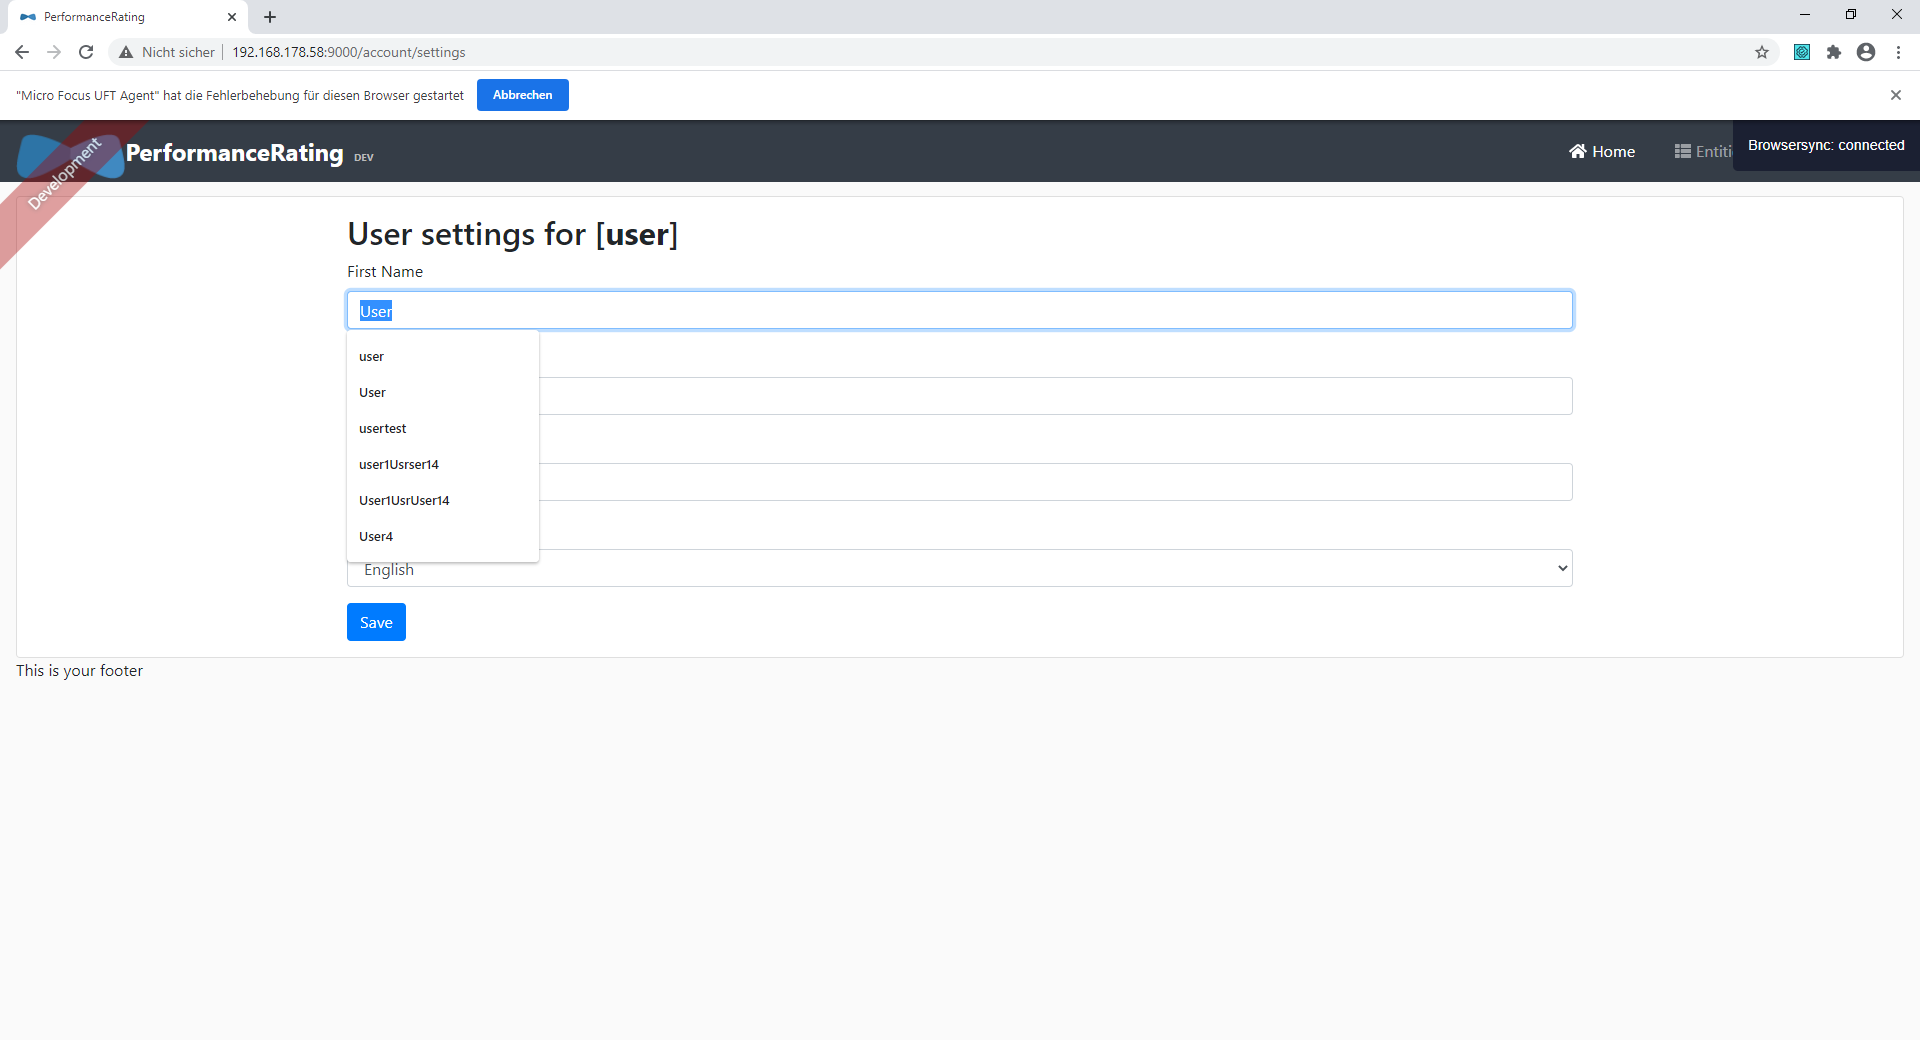 PerformanceRating
Nicht sicher 192.168.178.58:9000/account/settings
"Micro Focus UFT Agent" hat die Fehlerbehebung für diesen Browser gestartet Abbrechen
Development
PerformanceRating DEV
Home
Entiti
Browsersync: connected
User settings for [user]
First Name
User
user
User
usertest
user1Usrser14
User1UsrUser14
User4
English
Save
This is your footer